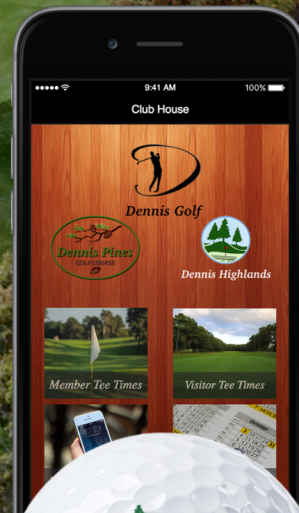 9:41 AM
100%
Club House
Dennis Golf
Dennis Pines
GOLF COURSE
Dennis Highlands
Member Tee Times
Visitor Tee Times